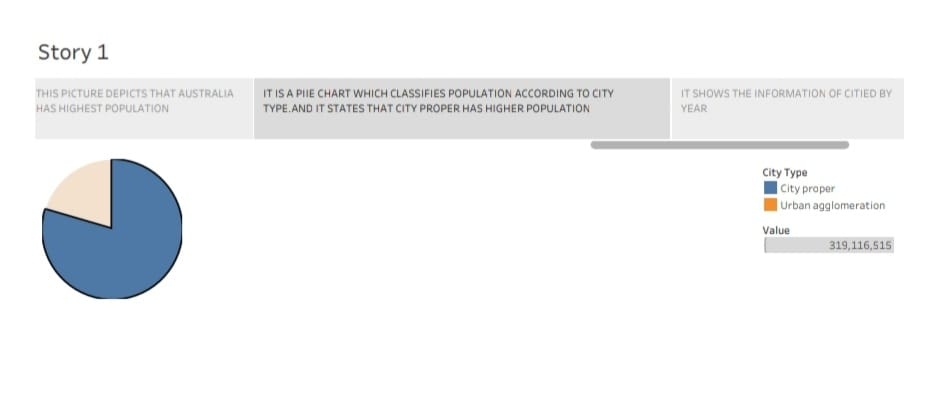 Story 1
THIS PICTURE DEPICTS THAT AUSTRALIA
HAS HIGHEST POPULATION
IT IS A PIIE CHART WHICH CLASSIFIES POPULATION ACCORDING TO CITY
TYPE.AND IT STATES THAT CITY PROPER HAS HIGHER POPULATION
IT SHOWS THE INFORMATION OF CITIED BY
YEAR
City Type
City proper
Urban agglomeration
Value
319,116,515